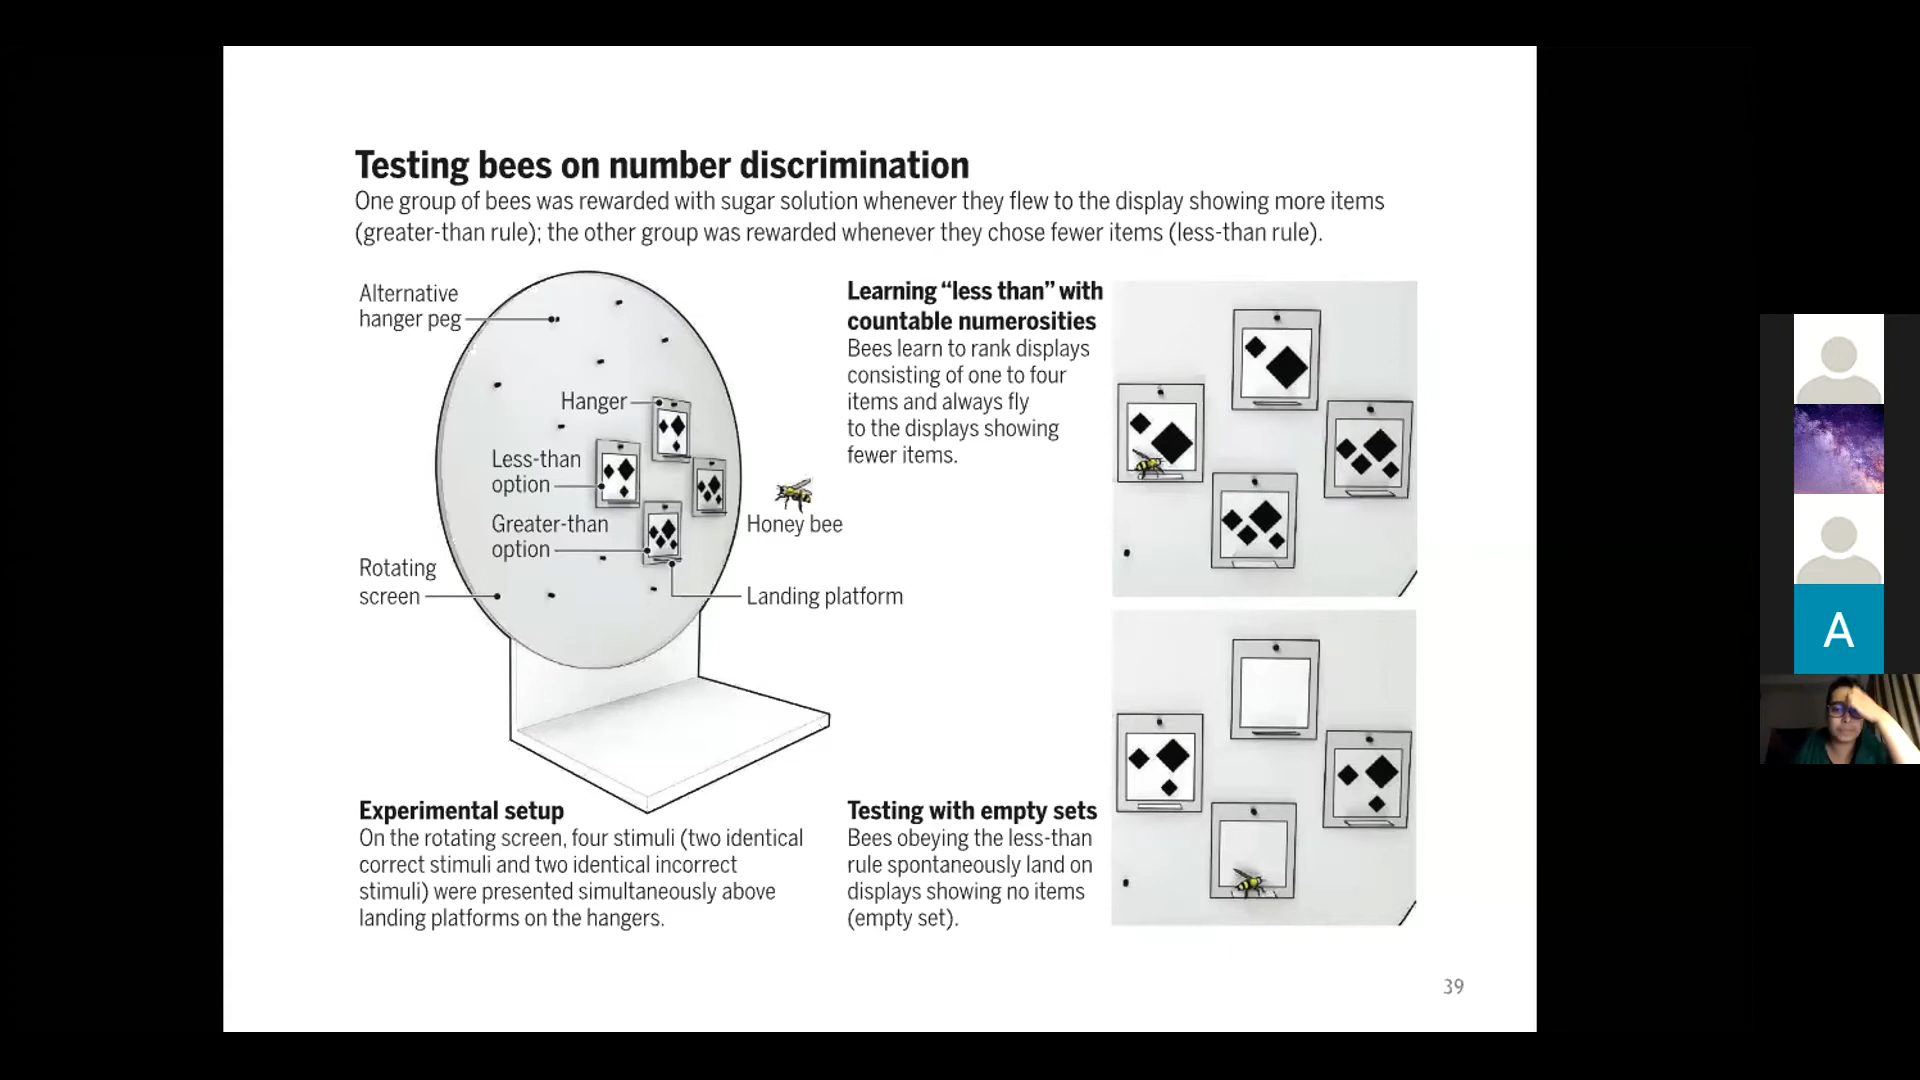 Testing bees on number discrimination
One group of bees was rewarded with sugar solution whenever they flew to the display showing more items
(greater-than rule); the other group was rewarded whenever they chose fewer items (less-than rule).
Alternative
hanger peg
Hanger
Less-than
option
Greater-than
option
Honey bee
Rotating
screen
Landing platform
Learning “less than” with
countable numerosities
Bees learn to rank displays
consisting of one to four
items and always fly
to the displays showing
fewer items.
Experimental setup
On the rotating screen, four stimuli (two identical
correct stimuli and two identical incorrect
stimuli) were presented simultaneously above
landing platforms on the hangers.
Testing with empty sets
Bees obeying the less-than
rule spontaneously land on
displays showing no items
(empty set).
39
A